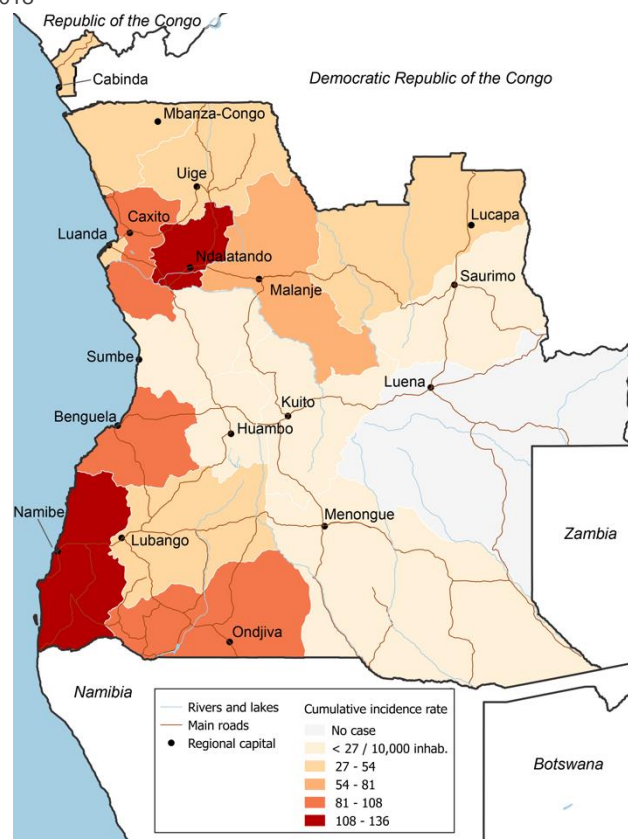 Republic of the Congo
Cabinda
Democratic Republic of the Congo
Mbanza-Congo
Uige
Caxito
Lucapa
Luanda
Ndalatando
Malanje
Saurimo
Sumbe
Luena
Kuito
Benguela
Huambo
Menongue
Namibe
Lubango
Zambia
Ondjiva
Namibia
Rivers and lakes
Main roads
Regional capital
Cumulative incidence rate
No case
< 27 / 10,000 inhab.
27 - 54
54 - 81
81 - 108
108 - 136
Botswana